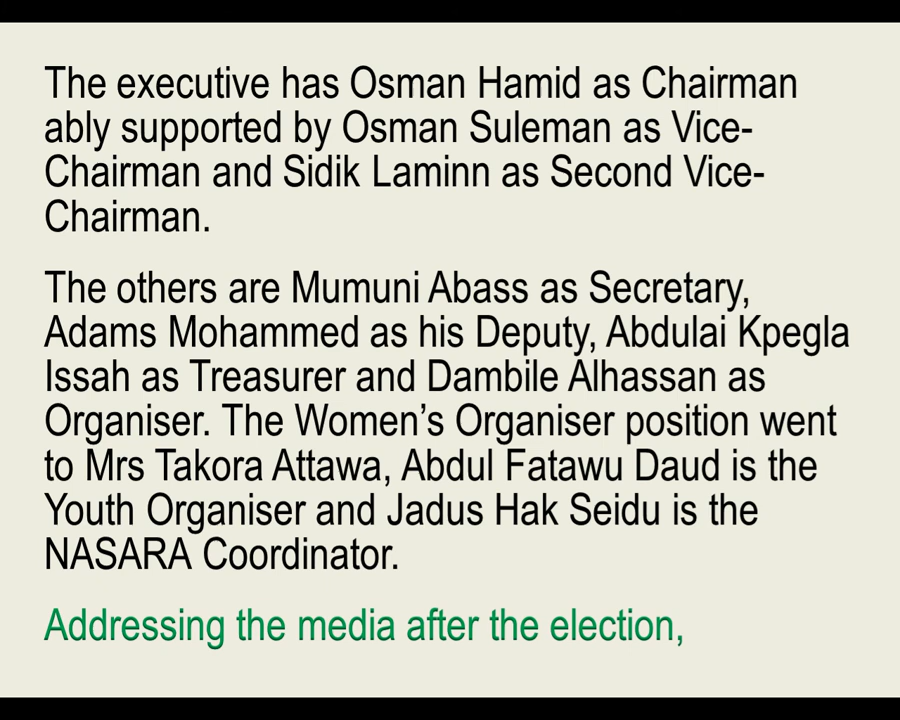 The executive has Osman Hamid as Chairman
ably supported by Osman Suleman as Vice-
Chairman and Sidik Laminn as Second Vice-
Chairman.
The others are Mumuni Abass as Secretary,
Adams Mohammed as his Deputy, Abdulai Kpegla
Issah as Treasurer and Dambile Alhassan as
Organiser. The Women’s Organiser position went
to Mrs Takora Attawa, Abdul Fatawu Daud is the
Youth Organiser and Jadus Hak Seidu is the
NASARA Coordinator.
Addressing the media after the election,